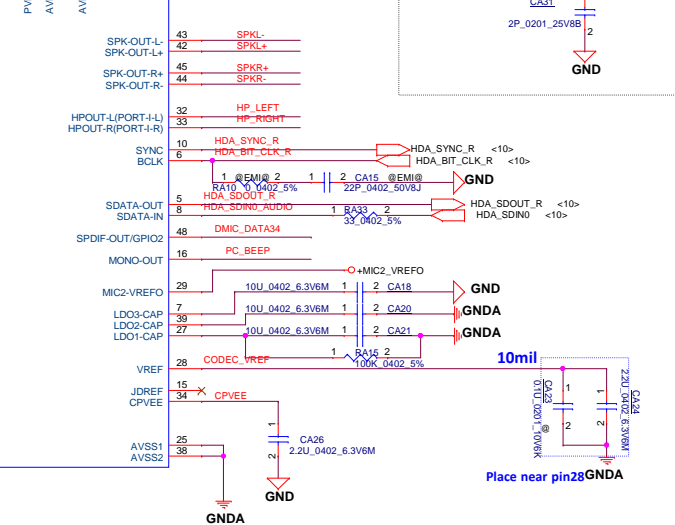 PV
AV
AV
CA31
2P_0201_25V8B
2
GND
SPK-OUT-L- 43 SPKL-
SPK-OUT-L+ 42 SPKL+
SPK-OUT-R+ 45 SPKR+
SPK-OUT-R- 44 SPKR-
HPOUT-L(PORT-I-L) 32 HP_LEFT
HPOUT-R(PORT-I-R) 33 HP_RIGHT
SYNC 10 HDA_SYNC_R HDA_SYNC_R <10>
BCLK 6 HDA_BIT_CLK_R HDA_BIT_CLK_R <10>
1 @EMI@ 2 1 2 CA15 @EMI@ GND
RA10 0_0402_5% 22P_0402_50V8J
SDATA-OUT 5 HDA_SDOUT_R HDA_SDOUT_R <10>
SDATA-IN 8 HDA_SDIN0_AUDIO 1 RA33 2 HDA_SDIN0 <10>
33_0402_5%
SPDIF-OUT/GPIO2 48 DMIC_DATA34
MONO-OUT 16 PC_BEEP
+MIC2_VREFO
MIC2-VREFO 29 10U_0402_6.3V6M 1 2 CA18 GND
LDO3-CAP 7 10U_0402_6.3V6M 1 2 CA20 GNDA
LDO2-CAP 39
LDO1-CAP 27 10U_0402_6.3V6M 1 2 CA21 GNDA
1 RA15 2
100K_0402_5%
VREF 28 CODEC_VREF
10mil
JDREF 15
CPVEE 34 CPVEE
1
2
CA26
2.2U_0402_6.3V6M
GND
1
2
CA23
0.1U_0201_10V6K
@
1
2
CA24
2.2U_0402_6.3V6M
AVSS1 25
AVSS2 38
GNDA
Place near pin28
GNDA